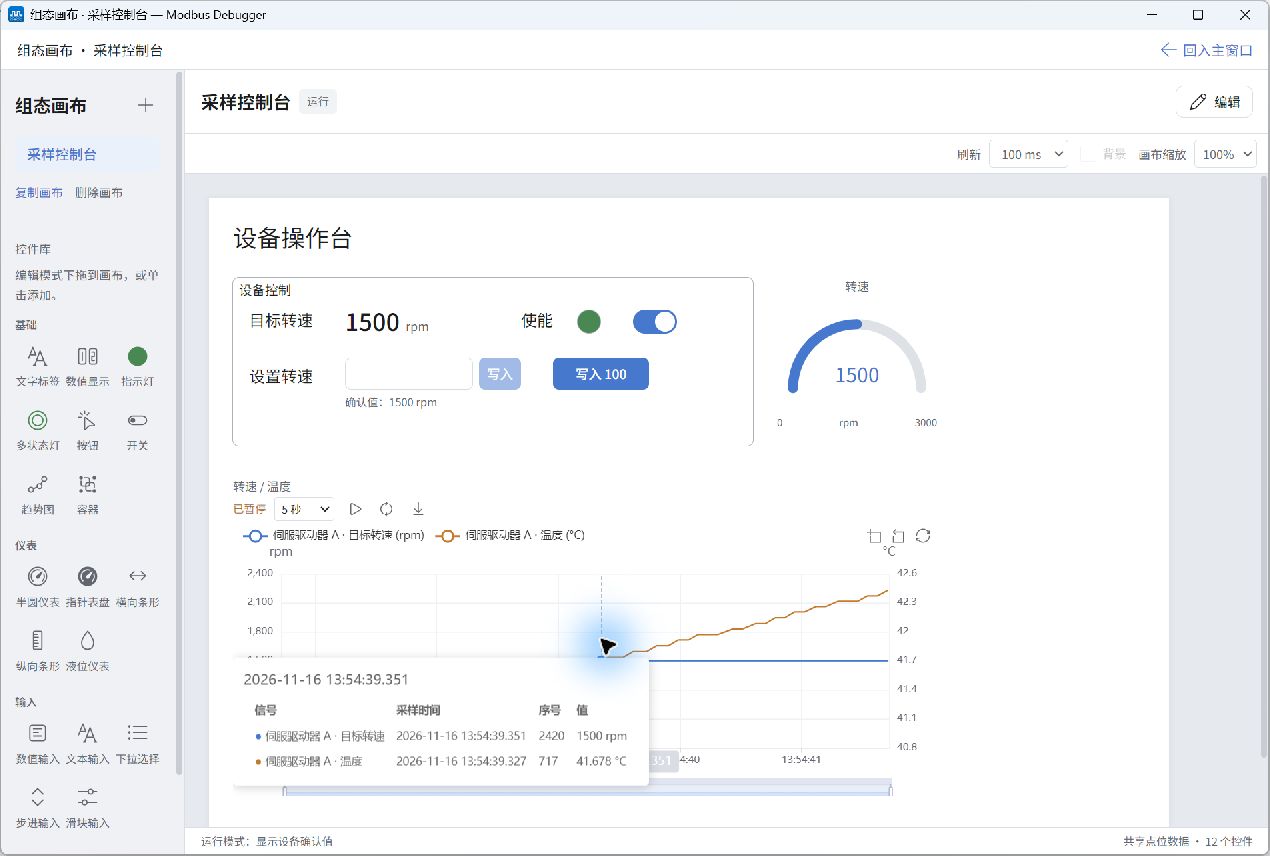 组态画布 · 采样控制台 — Modbus Debugger
组态画布 · 采样控制台
回入主窗口
组态画布
采样控制台
复制画布 删除画布
控件库
编辑模式下拖到画布，或单
击添加。
基础
文字标签 数值显示 指示灯
多状态灯 按钮 开关
趋势图 容器
仪表
半圆仪表 指针表盘 横向条形
纵向条形 液位仪表
输入
数值输入 文本输入 下拉选择
步进输入 滑块输入
采样控制台 运行
编辑
刷新 100 ms 背景 画布缩放 100%
设备操作台
设备控制
目标转速 1500 rpm 使能
设置转速 写入 写入 100
确认值：1500 rpm
转速
1500
0 rpm 3000
转速 / 温度
已暂停 5 秒
伺服驱动器 A · 目标转速 (rpm) 伺服驱动器 A · 温度 (°C)
rpm °C
2,400 42.6
2,100 42.3
1,800 42
41.7
41.4
41.1
40.8
2026-11-16 13:54:39.351
信号 采样时间 序号 值
伺服驱动器 A · 目标转速 2026-11-16 13:54:39.351 2420 1500 rpm
伺服驱动器 A · 温度 2026-11-16 13:54:39.327 717 41.678 °C
351 4:40 13:54:41
运行模式：显示设备确认值
共享点位数据 · 12 个控件